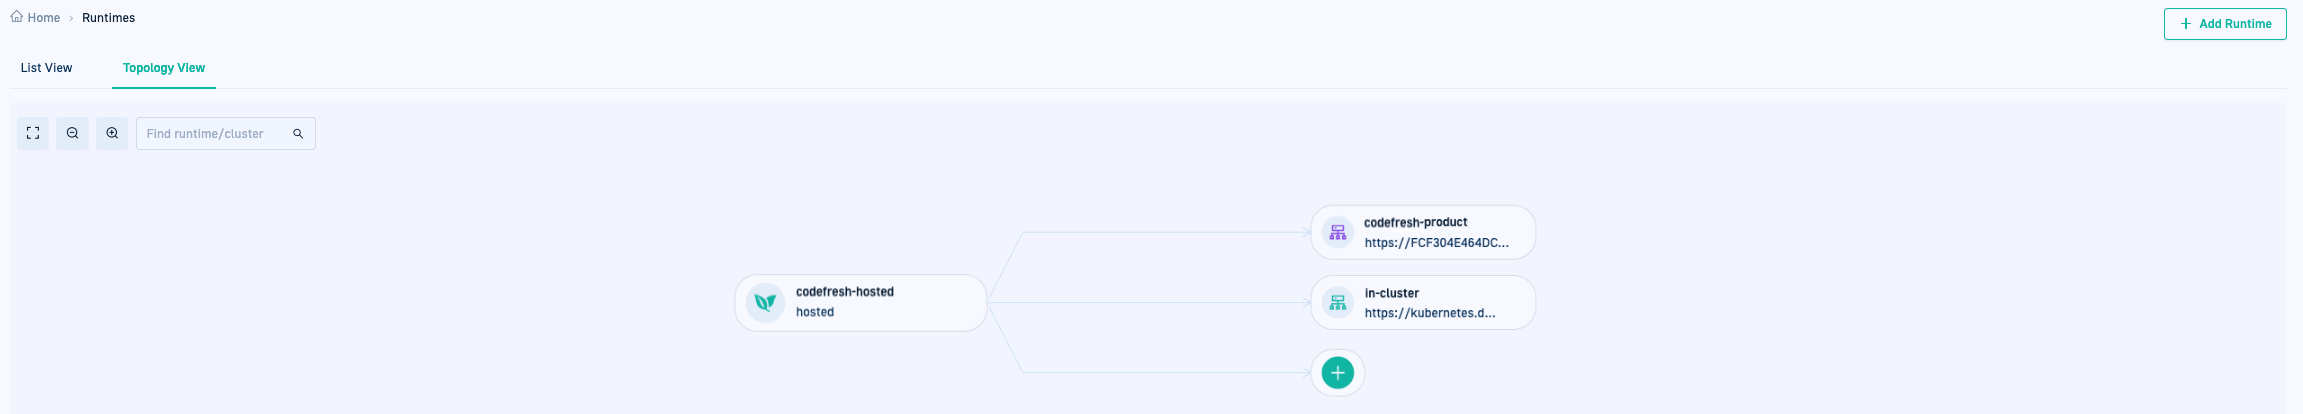 Home > Runtimes
+ Add Runtime
List View
Topology View
Find runtime/cluster
codefresh-product
https://FCF304E464DC...
codefresh-hosted
hosted
in-cluster
https://kubernetes.d...